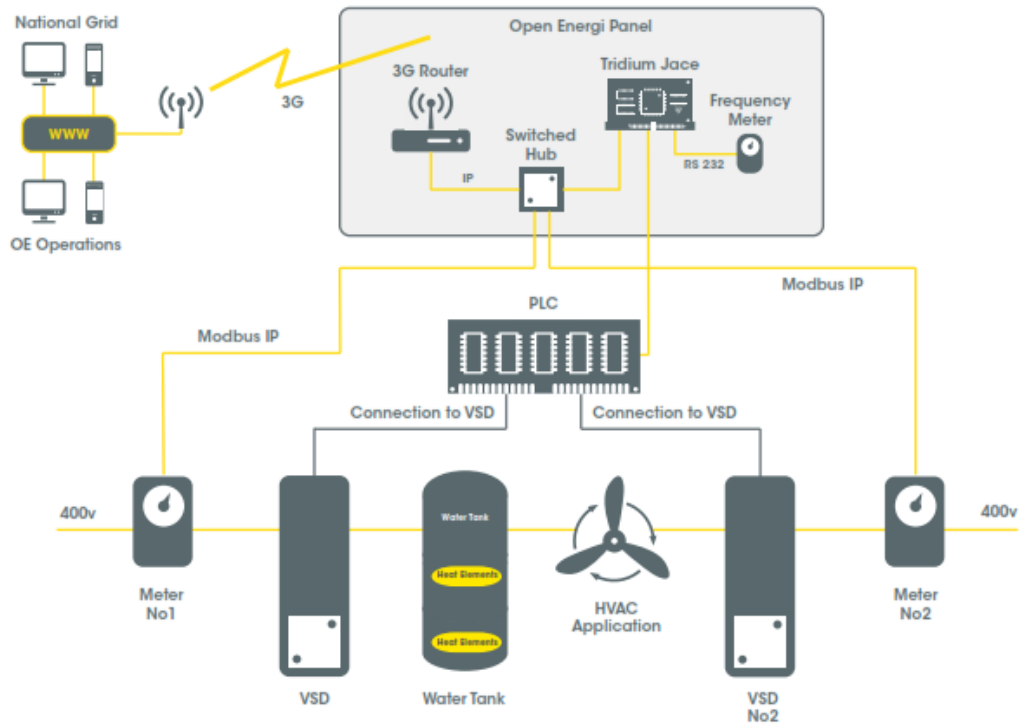 National Grid
Open Energi Panel
3G Router
Tridium Jace
3G
Frequency
Meter
WWW
Switched
Hub
IP
RS 232
OE Operations
Modbus IP
PLC
Modbus IP
Connection to VSD
Connection to VSD
400v
Water Tank
400v
Heat Elements
Meter
No1
HVAC
Application
Meter
No2
Heat Elements
VSD
Water Tank
VSD
No2